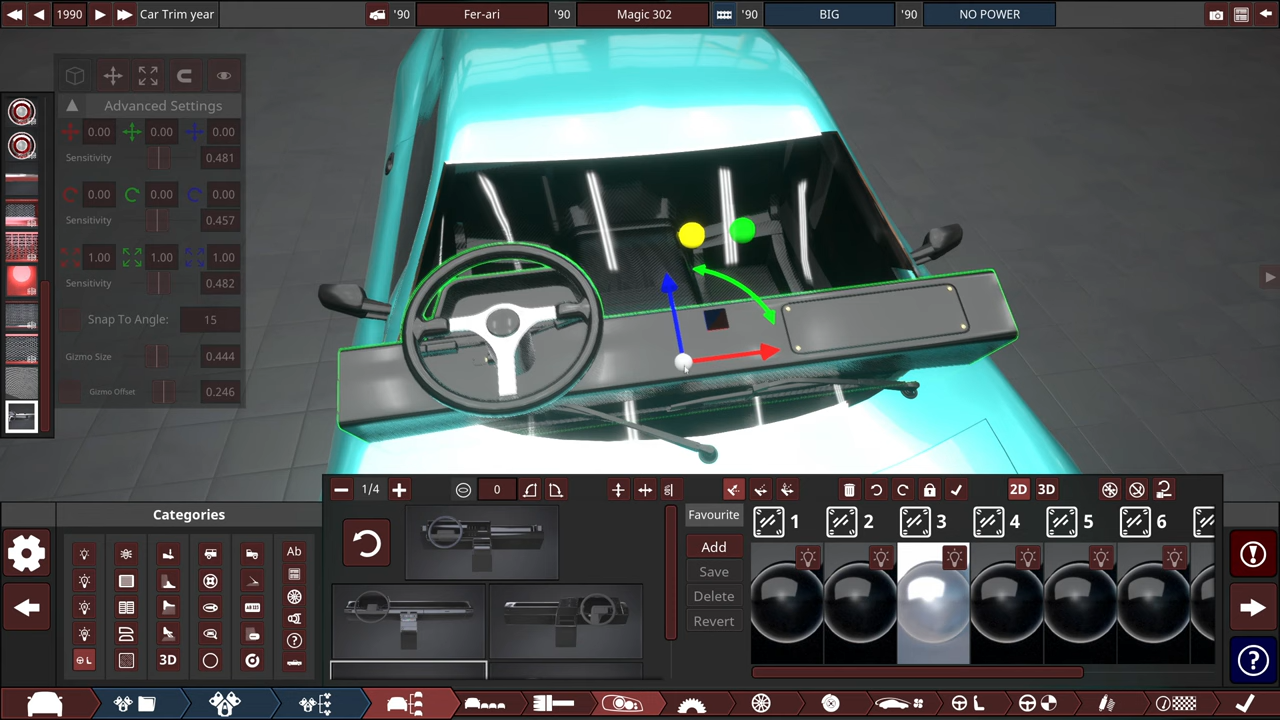 1990 Car Trim year '90 Fer-ari '90 Magic 302 '90 BIG '90 NO POWER
Advanced Settings
0.00 0.00 0.00
Sensitivity 0.481
0.00 0.00 0.00
Sensitivity 0.457
1.00 1.00 1.00
Sensitivity 0.482
Snap To Angle: 15
Gizmo Size 0.444
Gizmo Offset 0.246
1/4 0 2D 3D
Categories
Favourite 1 2 3 4 5 6
Add
Save
Delete
Revert
Ab
L
3D